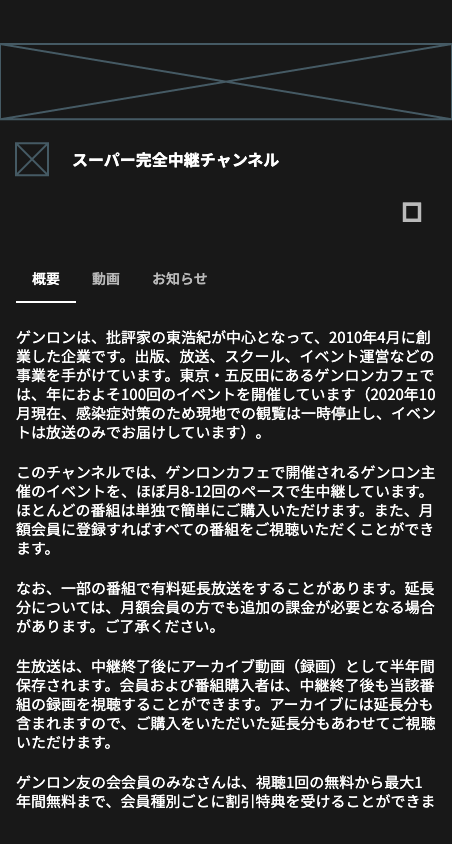 スーパー完全中継チャンネル
概要 動画 お知らせ
ゲンロンは、批評家の東浩紀が中心となって、2010年4月に創
業した企業です。出版、放送、スクール、イベント運営などの
事業を手がけています。東京・五反田にあるゲンロンカフェで
は、年におよそ100回のイベントを開催しています（2020年10
月現在、感染症対策のため現地での観覧は一時停止し、イベン
トは放送のみでお届けしています）。
このチャンネルでは、ゲンロンカフェで開催されるゲンロン主
催のイベントを、ほぼ月8-12回のペースで生中継しています。
ほとんどの番組は単独で簡単にご購入いただけます。また、月
額会員に登録すればすべての番組をご視聴いただくことができ
ます。
なお、一部の番組で有料延長放送をすることがあります。延長
分については、月額会員の方でも追加の課金が必要となる場合
があります。ご了承ください。
生放送は、中継終了後にアーカイブ動画（録画）として半年間
保存されます。会員および番組購入者は、中継終了後も当該番
組の録画を視聴することができます。アーカイブには延長分も
含まれますので、ご購入をいただいた延長分もあわせてご視聴
いただけます。
ゲンロン友の会会員のみなさんは、視聴1回の無料から最大1
年間無料まで、会員種別ごとに割引特典を受けることができま